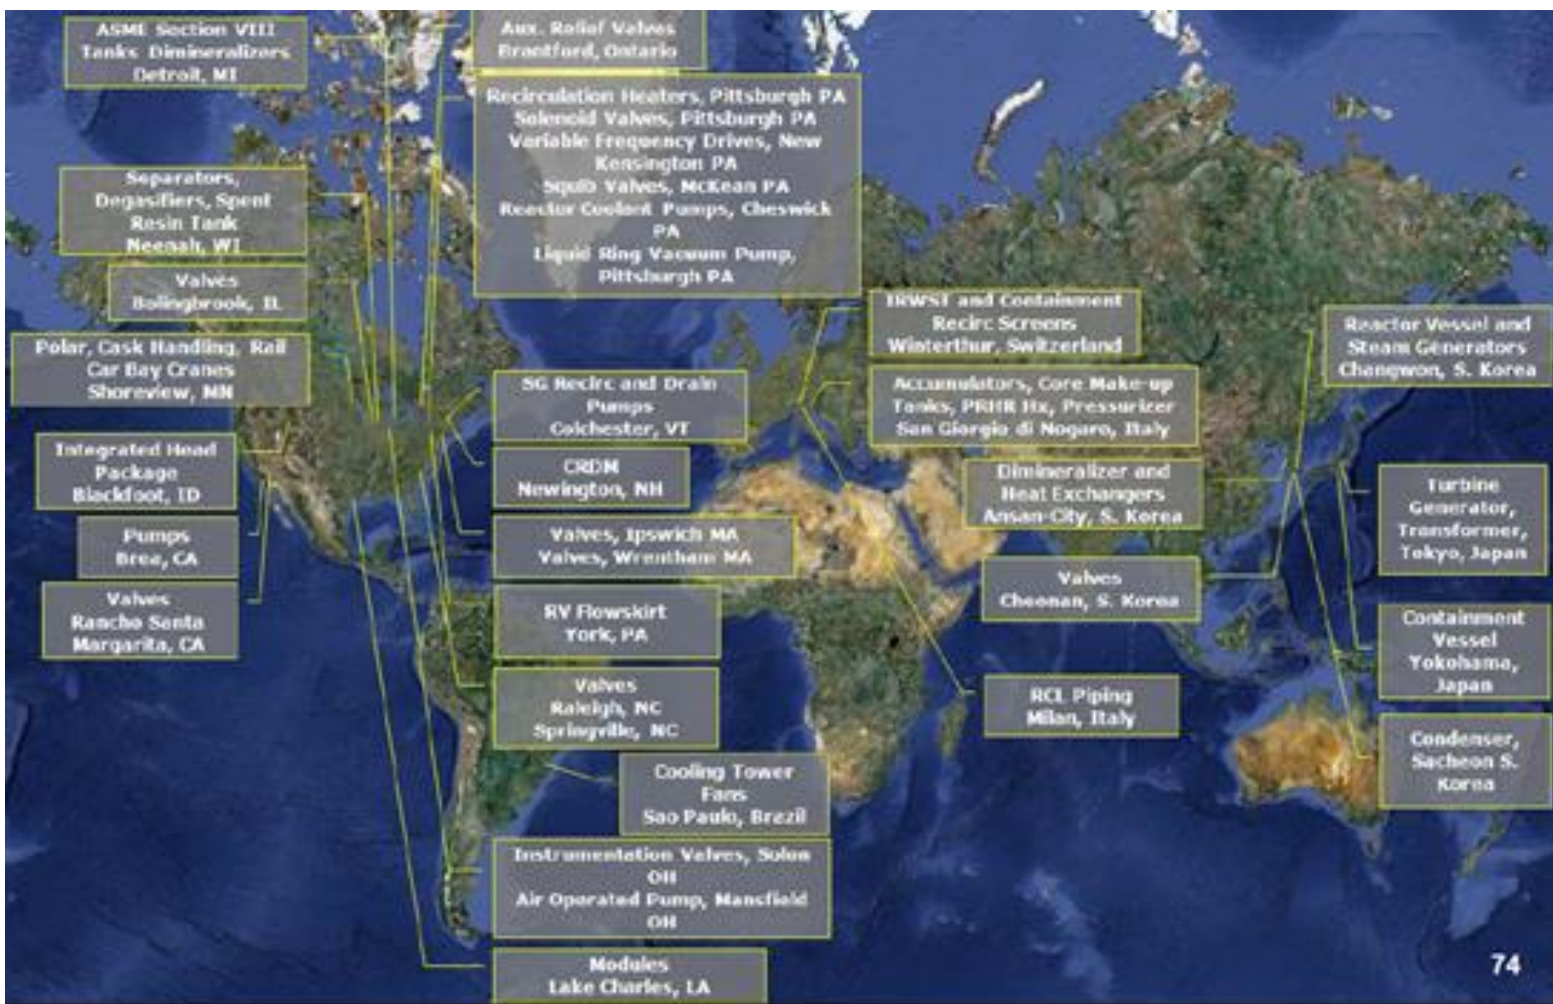 ASME Section VIII
Tanks Dimineralizers
Detroit, MI
Aux. Relief Valves
Brantford, Ontario
Recirculation Heaters, Pittsburgh PA
Solenoid Valves, Pittsburgh PA
Variable Frequency Drives, New
Kensington PA
Squib Valves, McKean PA
Reactor Coolant Pumps, Cheswick
PA
Liquid Ring Vacuum Pump,
Pittsburgh PA
Separators,
Degasifiers, Spent
Resin Tank
Neenah, WI
Valves
Bolingbrook, IL
Polar, Cask Handling, Rail
Car Bay Cranes
Shoreview, MN
Integrated Head
Package
Blackfoot, ID
Pumps
Brea, CA
Valves
Rancho Santa
Margarita, CA
SG Recirc and Drain
Pumps
Colchester, VT
CRDM
Newington, NH
Valves, Ipswich MA
Valves, Wrentham MA
RV Flowskirt
York, PA
Valves
Raleigh, NC
Springville, NC
Cooling Tower
Fans
Sao Paulo, Brazil
Instrumentation Valves, Solon
OH
Air Operated Pump, Mansfield
OH
Modules
Lake Charles, LA
IRWST and Containment
Recirc Screens
Winterthur, Switzerland
Accumulators, Core Make-up
Tanks, PRHR Hx, Pressurizer
San Giorgio di Nogaro, Italy
Dimineralizer and
Heat Exchangers
Ansan-City, S. Korea
Valves
Cheonan, S. Korea
RCL Piping
Milan, Italy
Reactor Vessel and
Steam Generators
Changwon, S. Korea
Turbine
Generator,
Transformer,
Tokyo, Japan
Containment
Vessel
Yokohama,
Japan
Condenser,
Sacheon S.
Korea
74